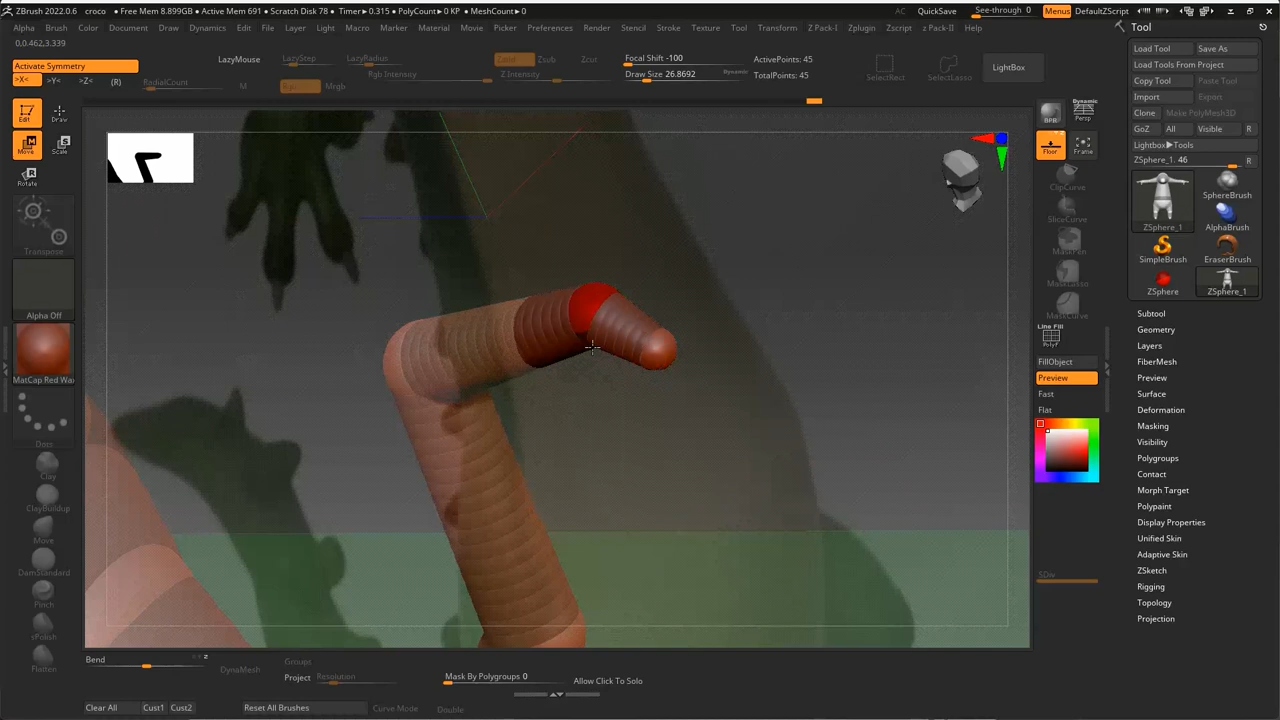 ZBrush 2022.0.6 croco • Free Mem 8.899GB • Active Mem 691 • Scratch Disk 78 • Timer▸0.315 • PolyCount▸0 KP • MeshCount▸0 AC QuickSave See-through 0 Menus DefaultZScript
Alpha Brush Color Document Draw Dynamics Edit File Layer Light Macro Marker Material Movie Picker Preferences Render Stencil Stroke Texture Tool Transform Z Pack-I Zplugin Zscript z Pack-II Help
0,0.462,3.339
Activate Symmetry
>X< >Y< >Z< (R) RadialCount
LazyMouse LazyStep LazyRadius
Rgb Intensity
M Mrgb
Zsub Zcut
Z Intensity
Focal Shift -100
Draw Size 26.8692 Dynamic
ActivePoints: 45
TotalPoints: 45
SelectRect SelectLasso LightBox
Edit Draw
Move Scale
Rotate
Transpose
Alpha Off
MatCap Red Wax
Dots
Clay
ClayBuildup
Move
DamStandard
Pinch
sPolish
Flatten
BPR Dynamic Persp
Floor Frame
ClipCurve
SliceCurve
MaskPen
MaskLasso
MaskCurve
Line Fill
PolyF
FillObject
Preview
Fast
Flat
SDiv
Tool
Load Tool Save As
Load Tools From Project
Copy Tool Paste Tool
Import Export
Clone Make PolyMesh3D
GoZ All Visible R
Lightbox▸Tools
ZSphere_1. 46 R
ZSphere_1 SphereBrush
AlphaBrush
SimpleBrush EraserBrush
ZSphere ZSphere_1
Subtool
Geometry
Layers
FiberMesh
Preview
Surface
Deformation
Masking
Visibility
Polygroups
Contact
Morph Target
Polypaint
Display Properties
Unified Skin
Adaptive Skin
ZSketch
Rigging
Topology
Projection
Bend z
DynaMesh
Groups
Project Resolution
Mask By Polygroups 0
Allow Click To Solo
Clear All Cust1 Cust2 Reset All Brushes Curve Mode Double